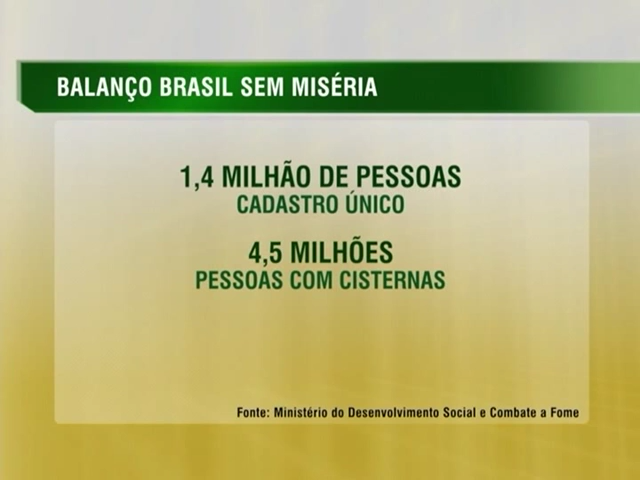 BALANÇO BRASIL SEM MISÉRIA
1,4 MILHÃO DE PESSOAS
CADASTRO ÚNICO
4,5 MILHÕES
PESSOAS COM CISTERNAS
Fonte: Ministério do Desenvolvimento Social e Combate a Fome